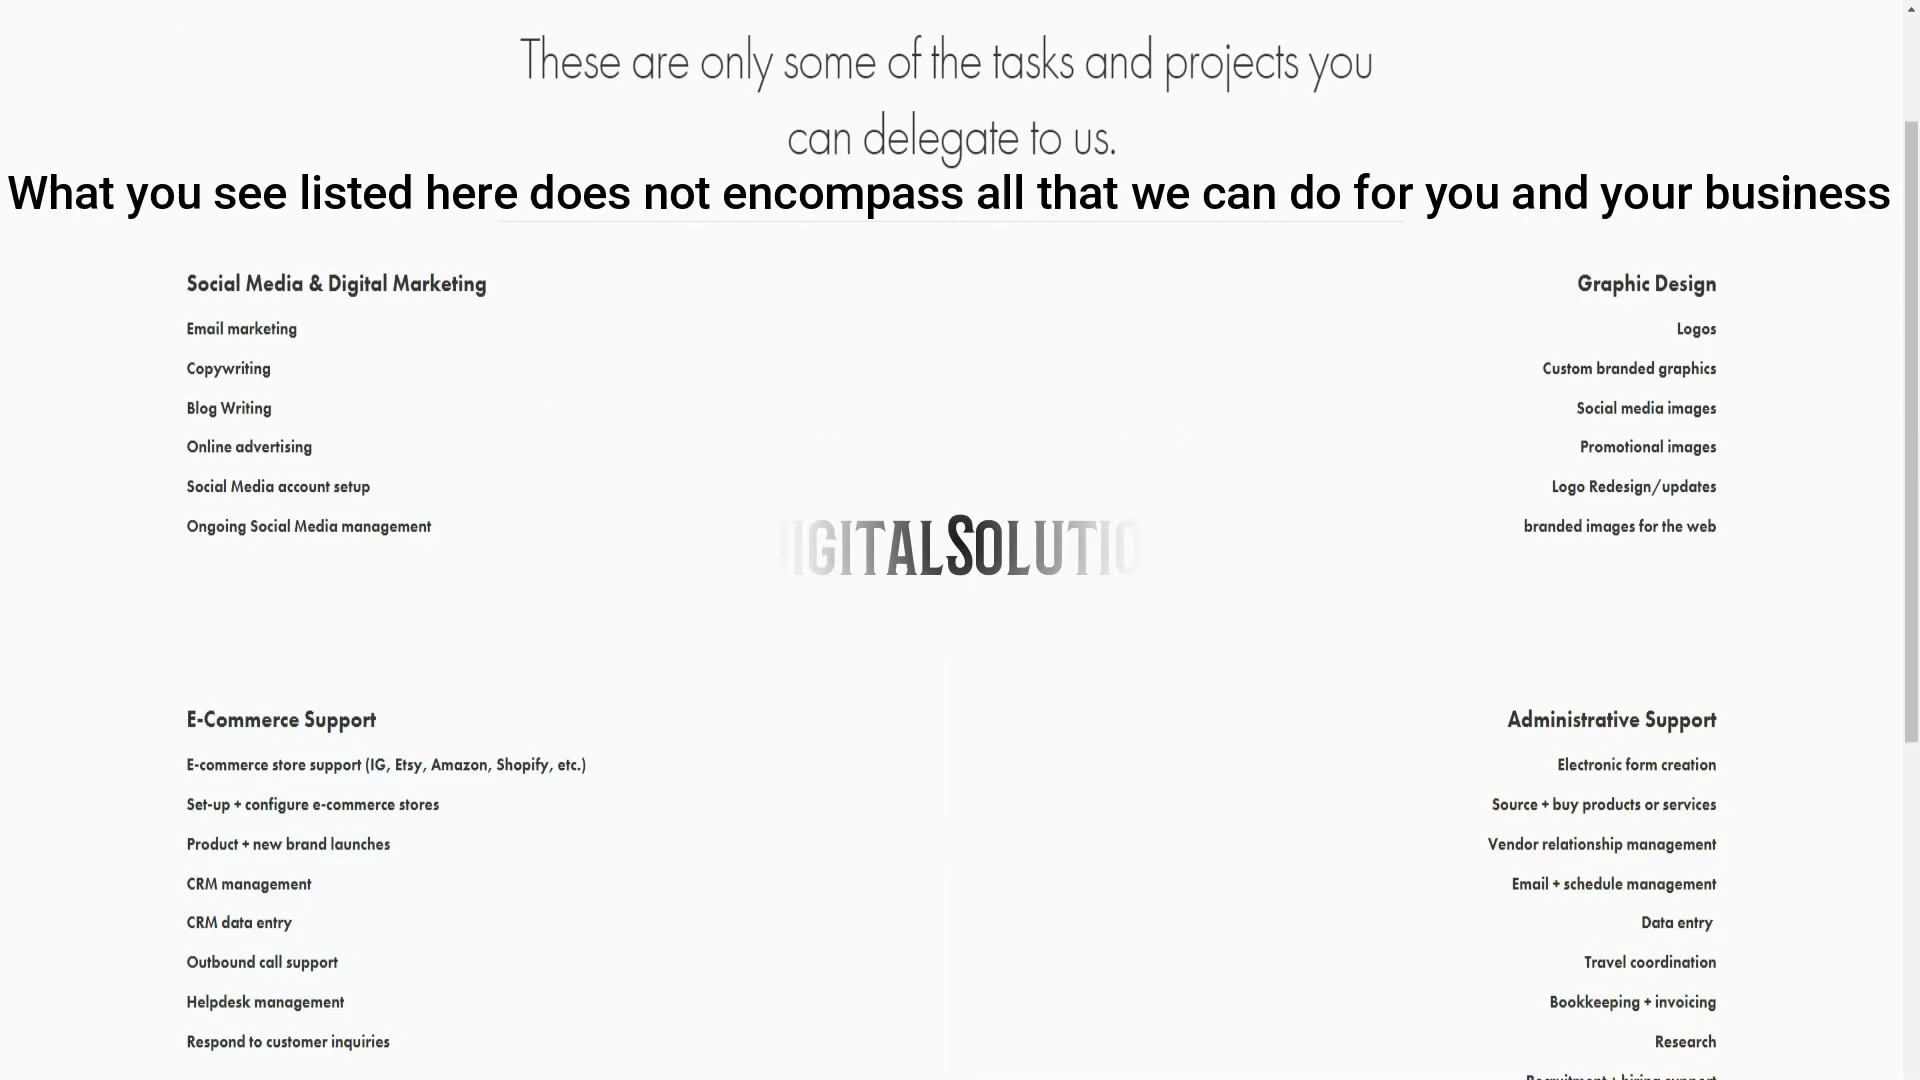 These are only some of the tasks and projects you
can delegate to us.
What you see listed here does not encompass all that we can do for you and your business
Social Media & Digital Marketing
Email marketing
Copywriting
Blog Writing
Online advertising
Social Media account setup
Ongoing Social Media management
Graphic Design
Logos
Custom branded graphics
Social media images
Promotional images
Logo Redesign/updates
branded images for the web
IGITALSOLUTIO
E-Commerce Support
E-commerce store support (IG, Etsy, Amazon, Shopify, etc.)
Set-up + configure e-commerce stores
Product + new brand launches
CRM management
CRM data entry
Outbound call support
Helpdesk management
Respond to customer inquiries
Administrative Support
Electronic form creation
Source + buy products or services
Vendor relationship management
Email + schedule management
Data entry
Travel coordination
Bookkeeping + invoicing
Research